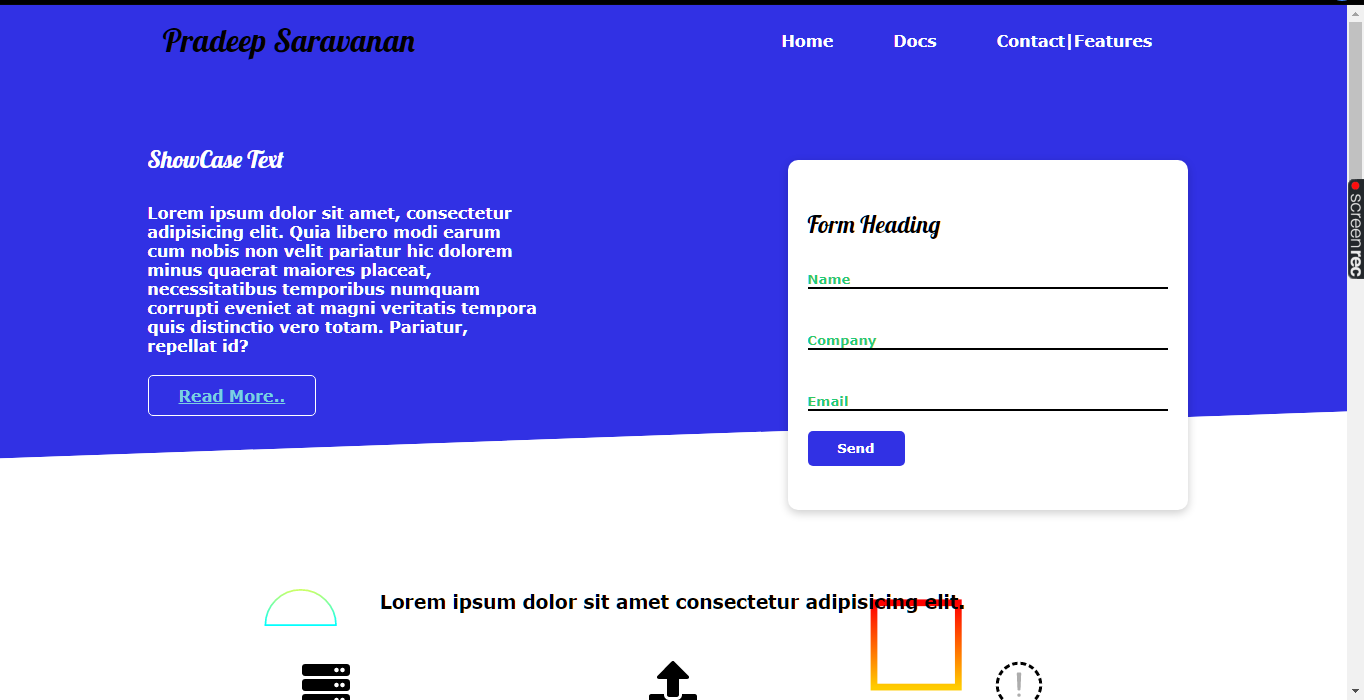 Pradeep Saravanan
Home
Docs
Contact|Features
ShowCase Text
Lorem ipsum dolor sit amet, consectetur
adipisicing elit. Quia libero modi earum
cum nobis non velit pariatur hic dolorem
minus quaerat maiores placeat,
necessitatibus temporibus numquam
corrupti eveniet at magni veritatis tempora
quis distinctio vero totam. Pariatur,
repellat id?
Read More..
Form Heading
Name
Company
Email
Send
screenrec
Lorem ipsum dolor sit amet consectetur adipisicing elit.